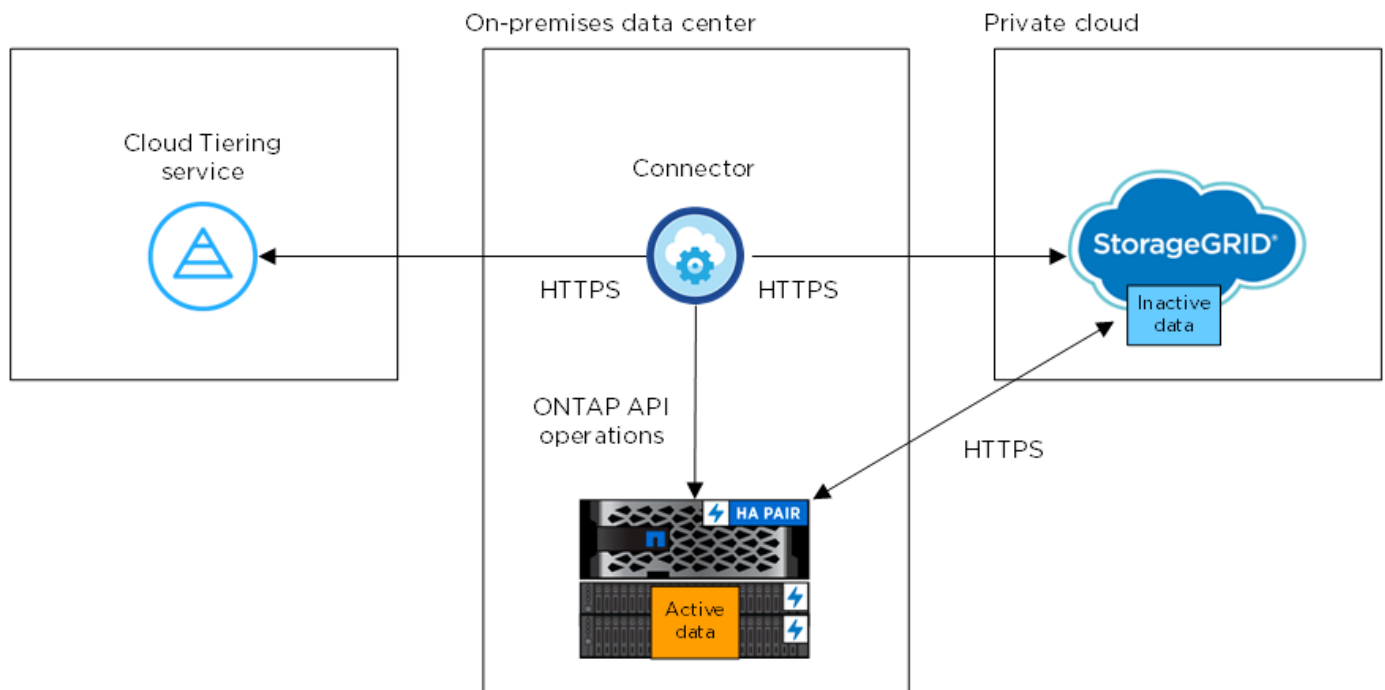 On-premises data center
Private cloud
Cloud Tiering
service
Connector
StorageGRID®
Inactive
data
HTTPS
HTTPS
ONTAP API
operations
HTTPS
HA PAIR
Active
data